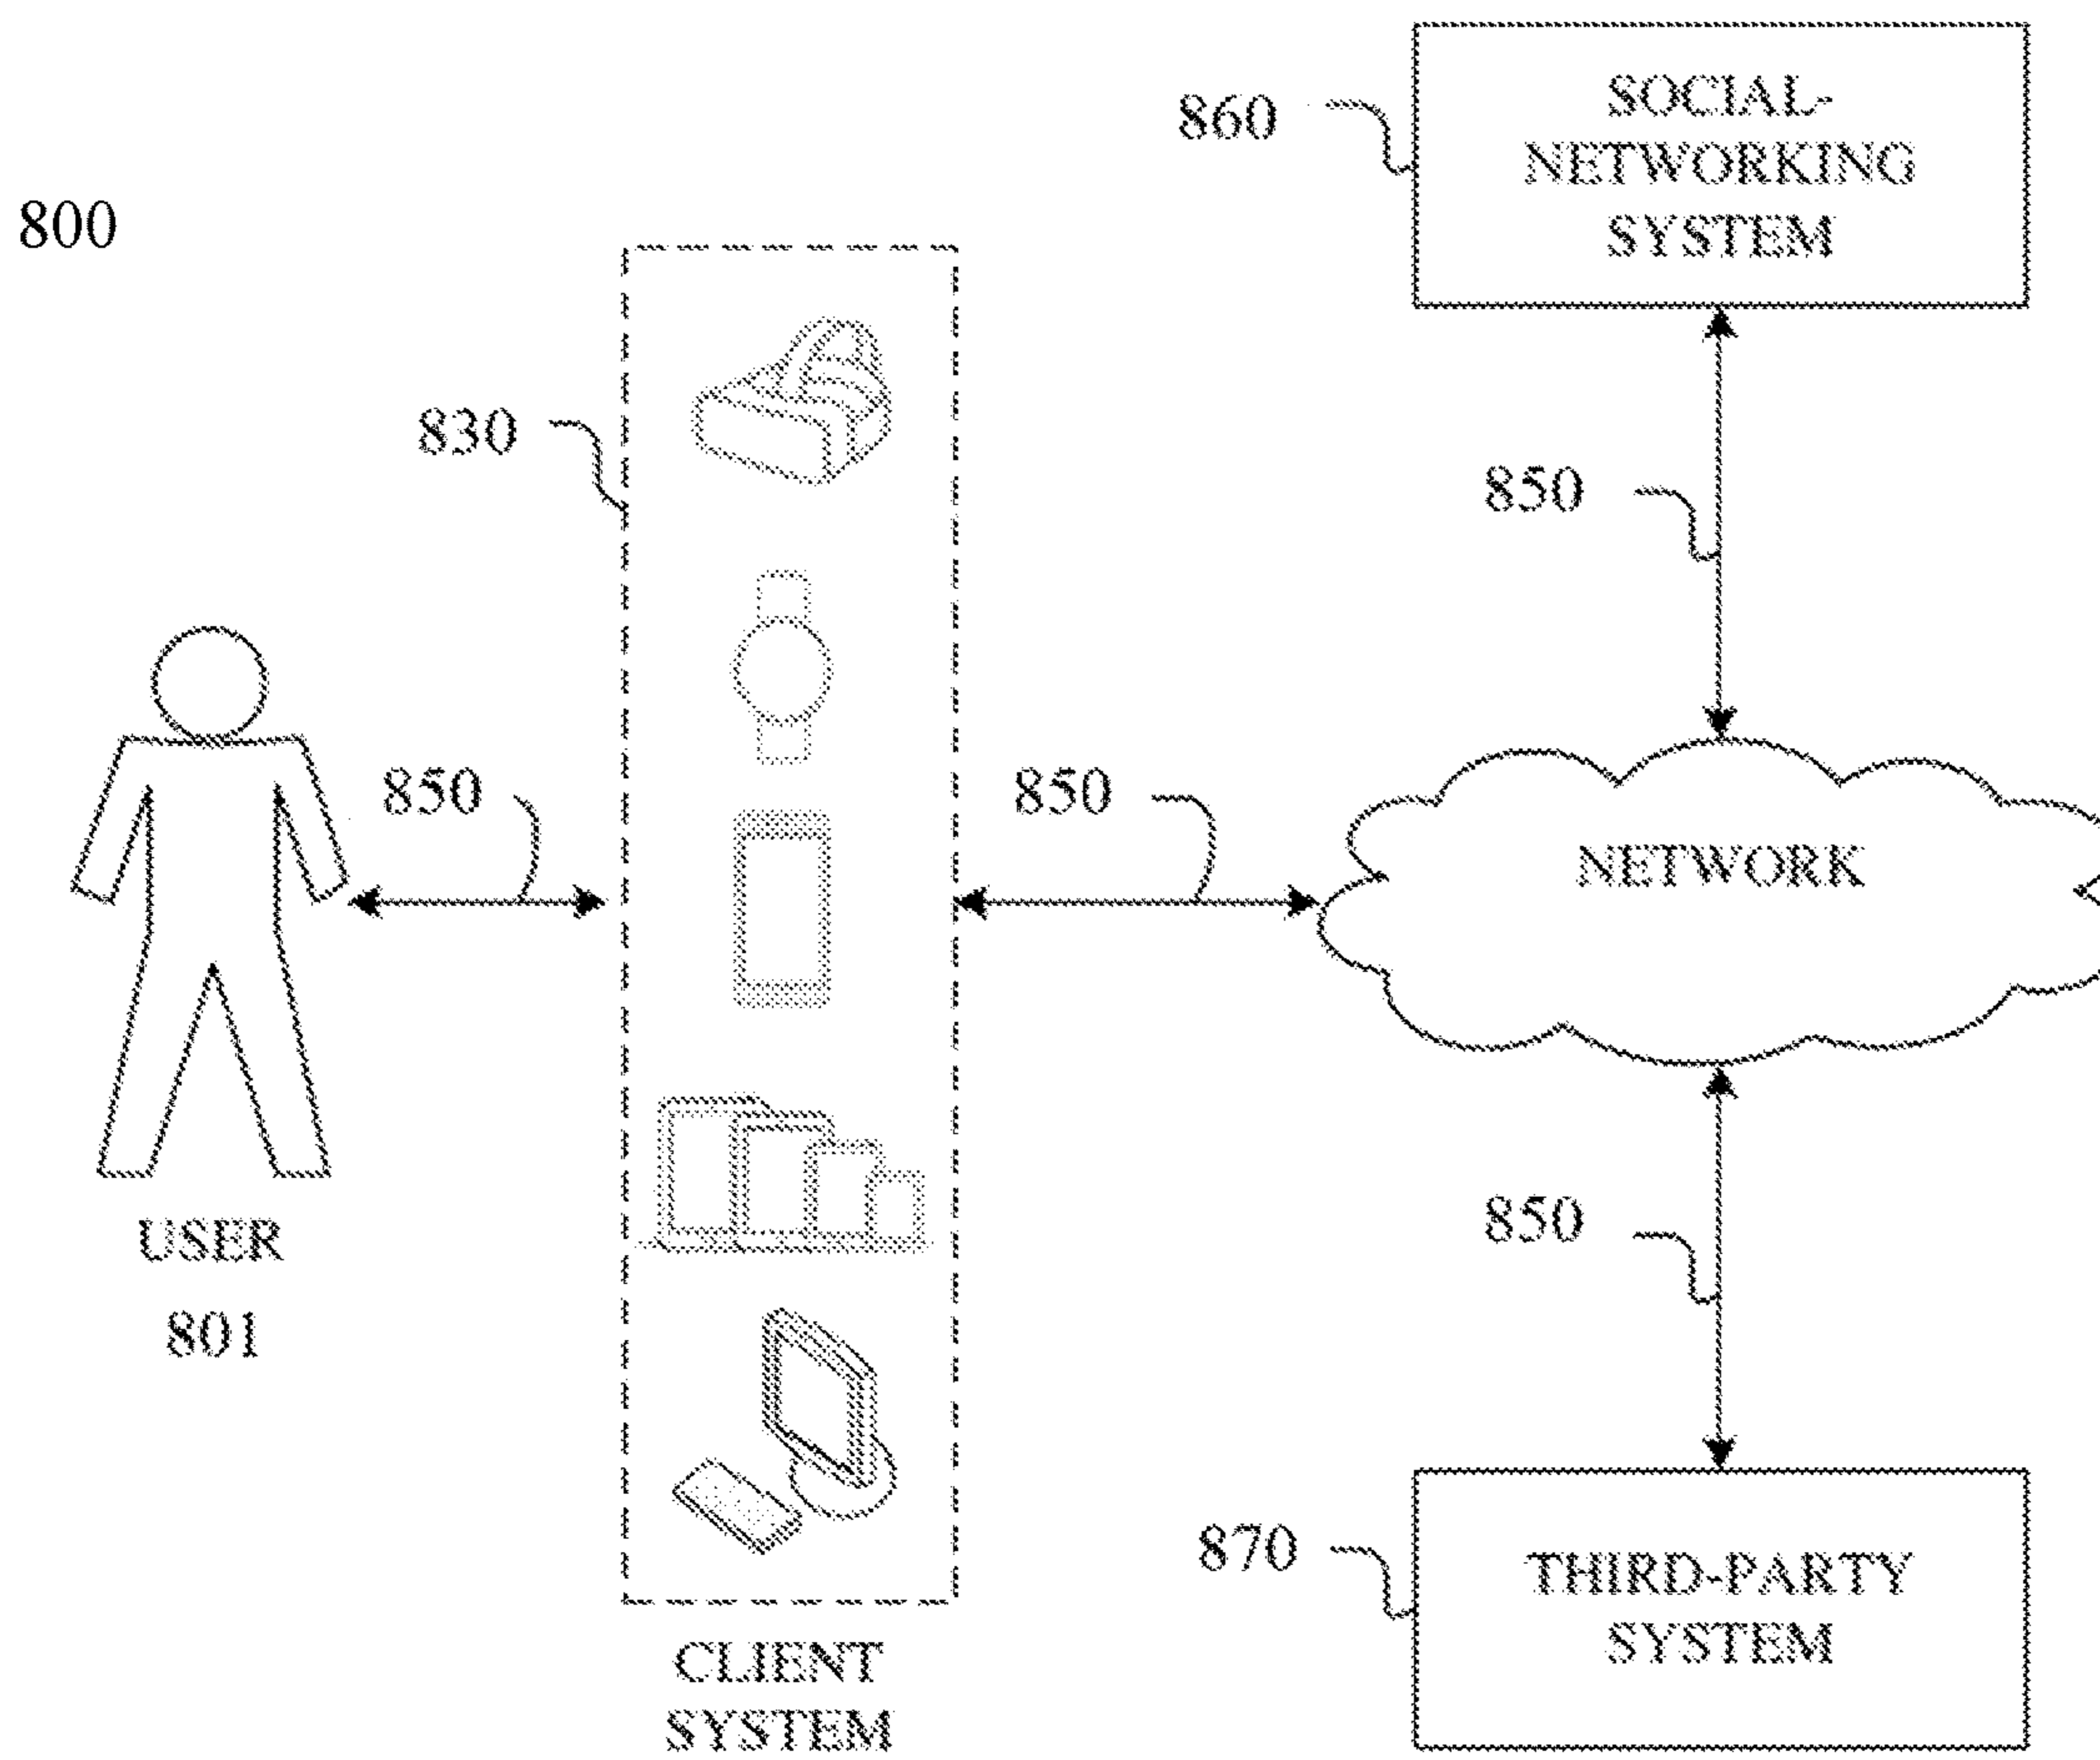 860
SOCIAL-
NETWORKING
SYSTEM
800
830
850
850
850
NETWORK
USER
801
850
870
THIRD-PARTY
SYSTEM
CLIENT
SYSTEM